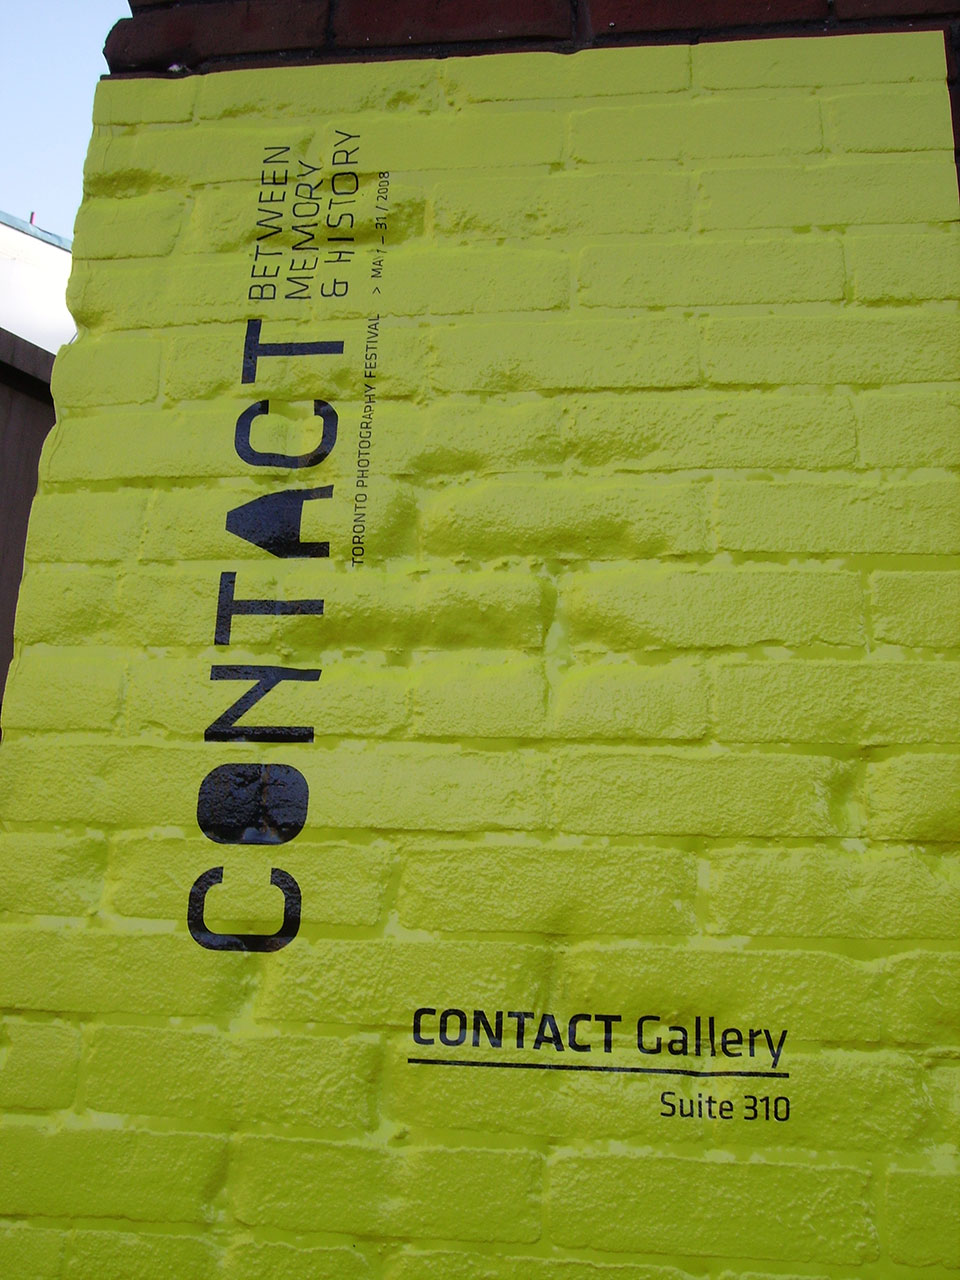 CONTACT
BETWEEN
MEMORY
& HISTORY
TORONTO PHOTOGRAPHY FESTIVAL > MAY 1 – 31 / 2008
CONTACT Gallery
Suite 310